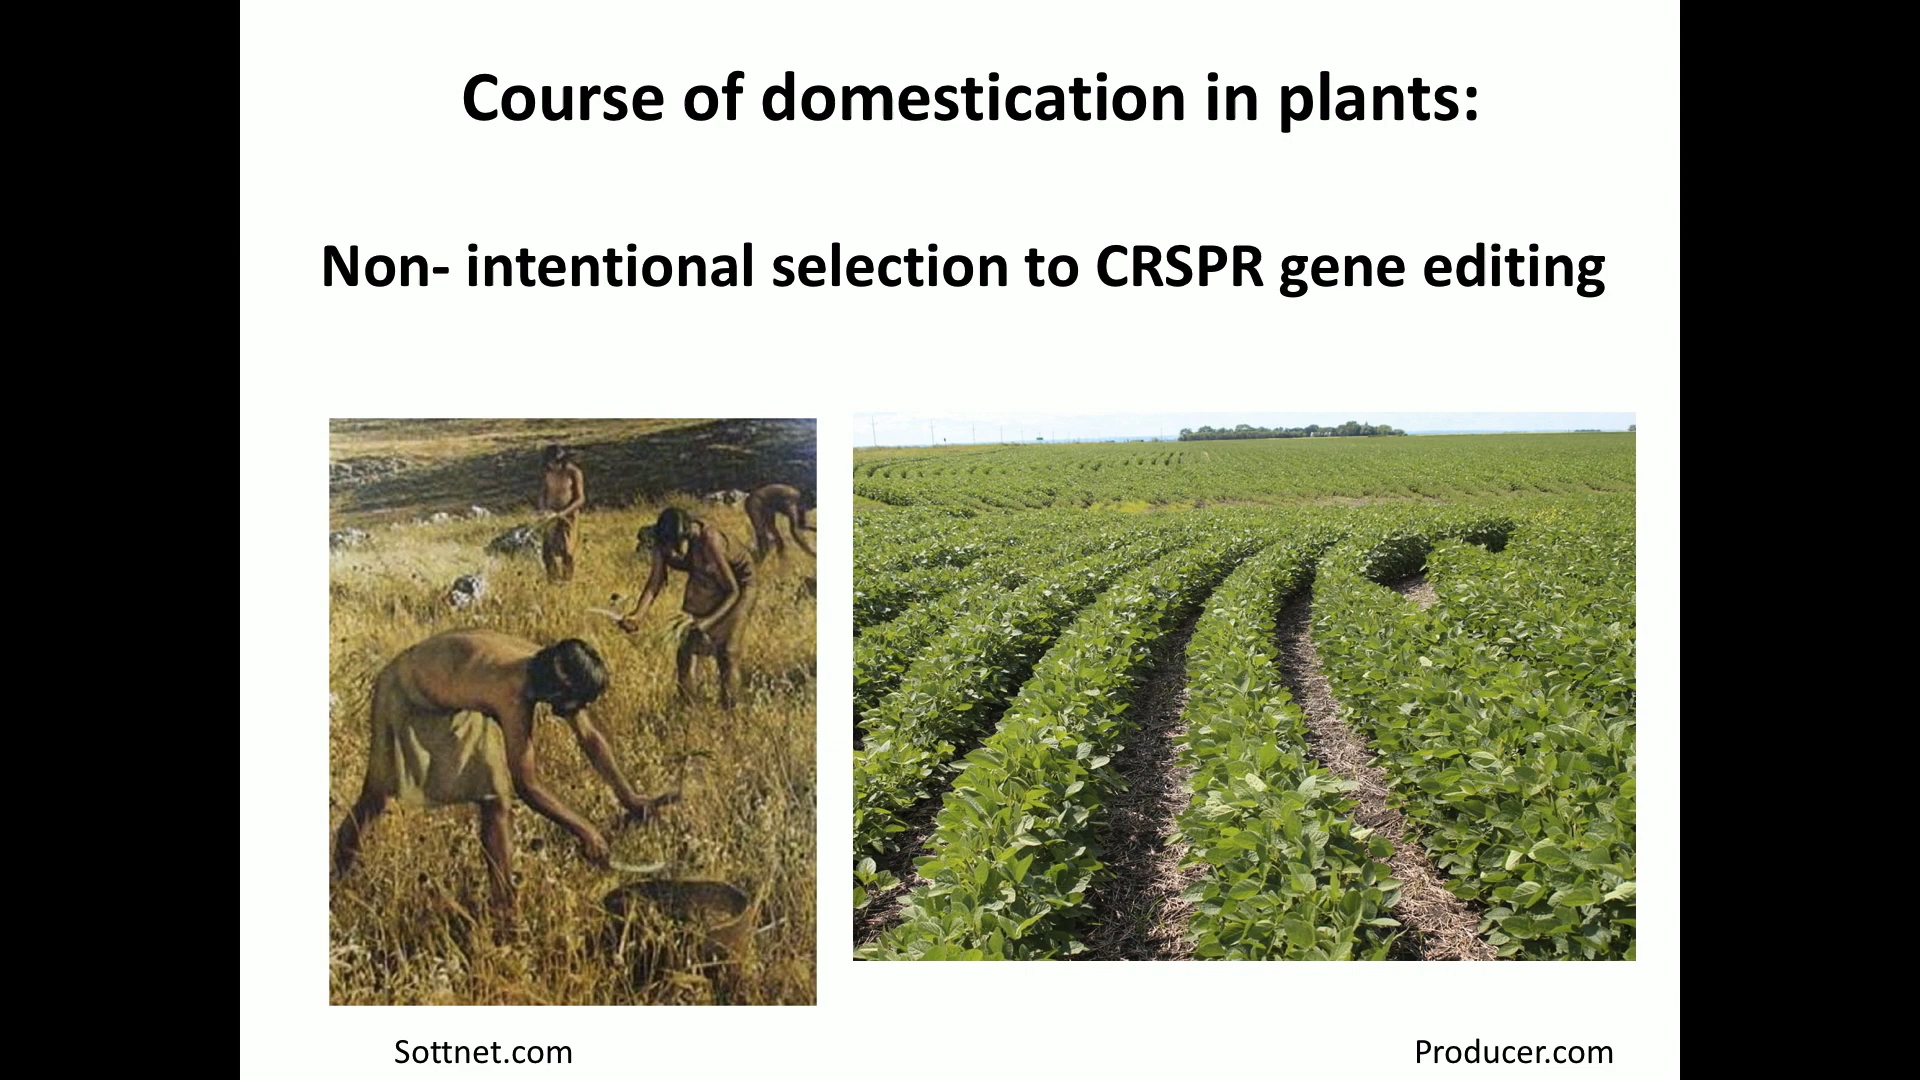 Course of domestication in plants:
Non- intentional selection to CRSPR gene editing
Sottnet.com
Producer.com